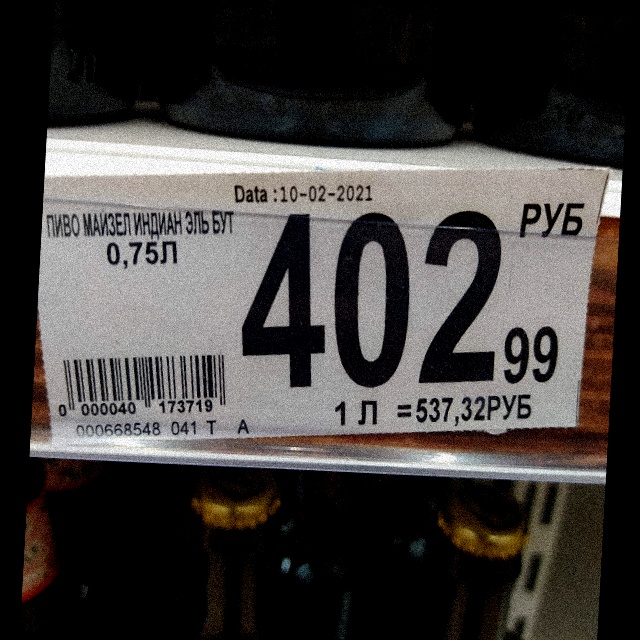 Data :10-02-2021
ПИВО МАИЗЕЛ ИНДИАН ЭЛЬ БУТ
0,75Л
402 99 РУБ
0 000040 173719
1 Л =537,32РУБ
000668548 041 Т А